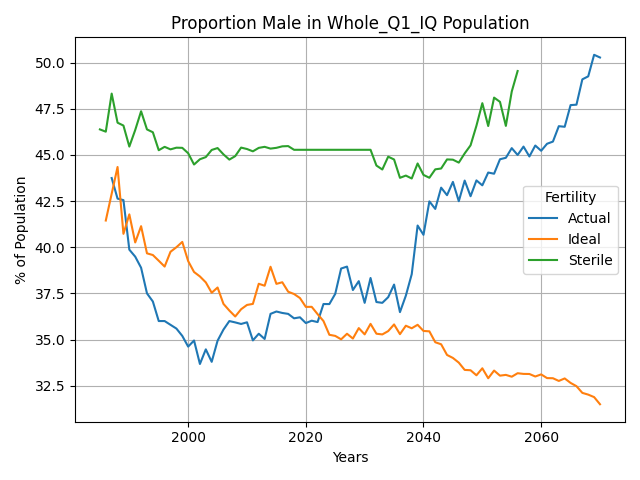 Proportion Male in Whole_Q1_IQ Population
% of Population
50.0
47.5
45.0
42.5
40.0
37.5
35.0
32.5
Fertility
Actual
Ideal
Sterile
2000
2020
2040
2060
Years